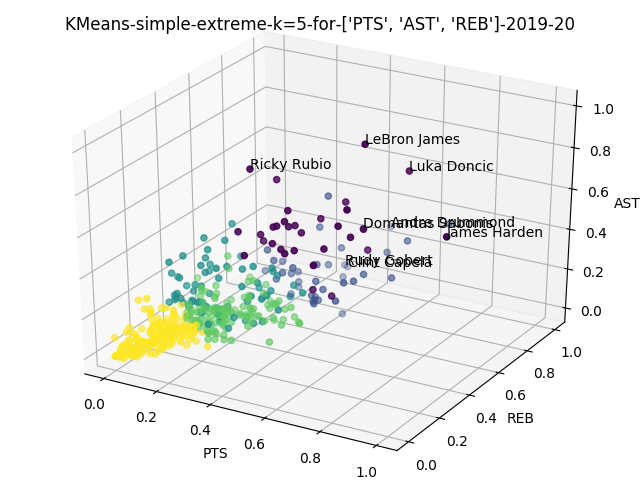 KMeans-simple-extreme-k=5-for-['PTS', 'AST', 'REB']-2019-20
LeBron James
Ricky Rubio
Luka Doncic
Andre Drummond
Domantas Sabonis
James Harden
Rudy Gobert
Clint Capela
AST
1.0
0.8
0.6
0.4
0.2
0.0
REB
1.0
0.8
0.6
0.4
0.2
0.0
PTS
0.0
0.2
0.4
0.6
0.8
1.0